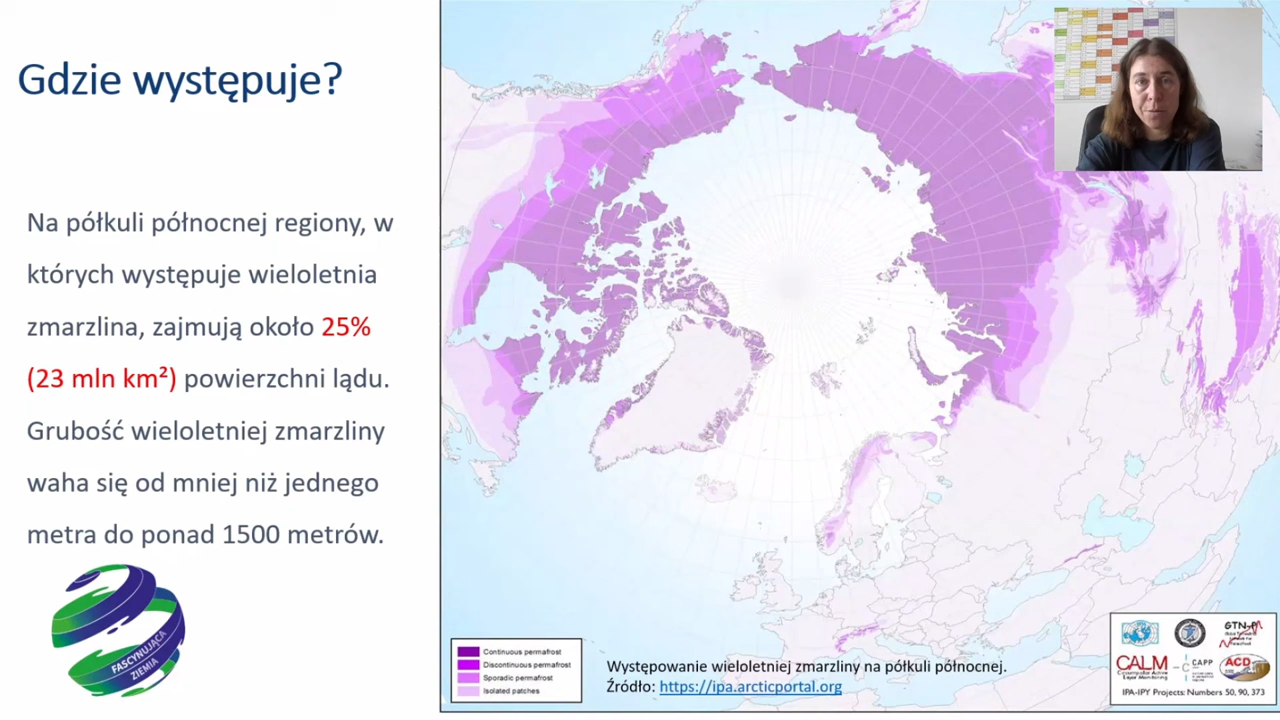 Gdzie występuje?
Na półkuli północnej regiony, w
których występuje wieloletnia
zmarzlina, zajmują około 25%
(23 mln km²) powierzchni lądu.
Grubość wieloletniej zmarzliny
waha się od mniej niż jednego
metra do ponad 1500 metrów.
FASCYNUJĄCA
ZIEMIA
Continuous permafrost
Discontinuous permafrost
Sporadic permafrost
Isolated patches
Występowanie wieloletniej zmarzliny na półkuli północnej.
Źródło: https://ipa.arcticportal.org
CALM
Circumpolar Active
Layer Monitoring
CAPP
ACD
IPA-IPY Projects: Numbers 50, 90, 373